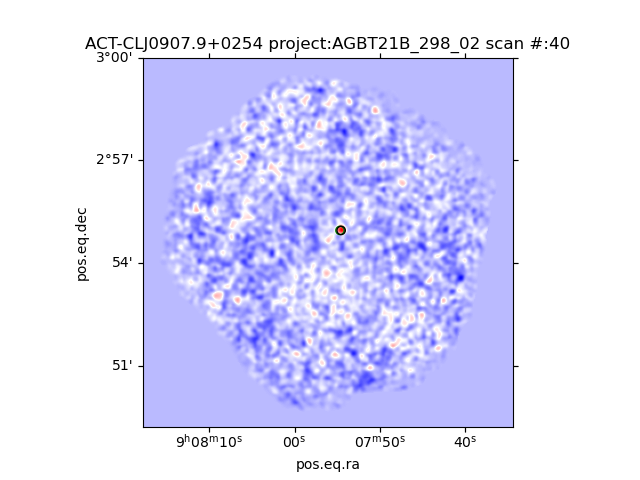 ACT-CLJ0907.9+0254 project:AGBT21B_298_02 scan #:40
3°00'
2°57'
54'
51'
pos.eq.dec
9ʰ08ᵐ10ˢ 00ˢ 07ᵐ50ˢ 40ˢ
pos.eq.ra